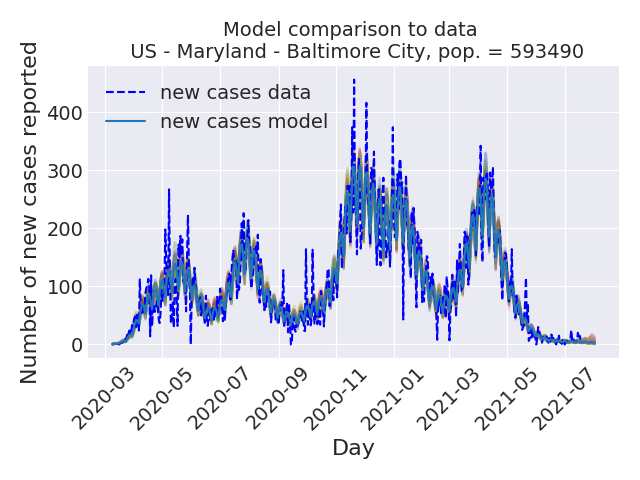 Model comparison to data
US - Maryland - Baltimore City, pop. = 593490
Number of new cases reported
400
300
200
100
0
new cases data
new cases model
2020-03
2020-05
2020-07
2020-09
2020-11
2021-01
2021-03
2021-05
2021-07
Day